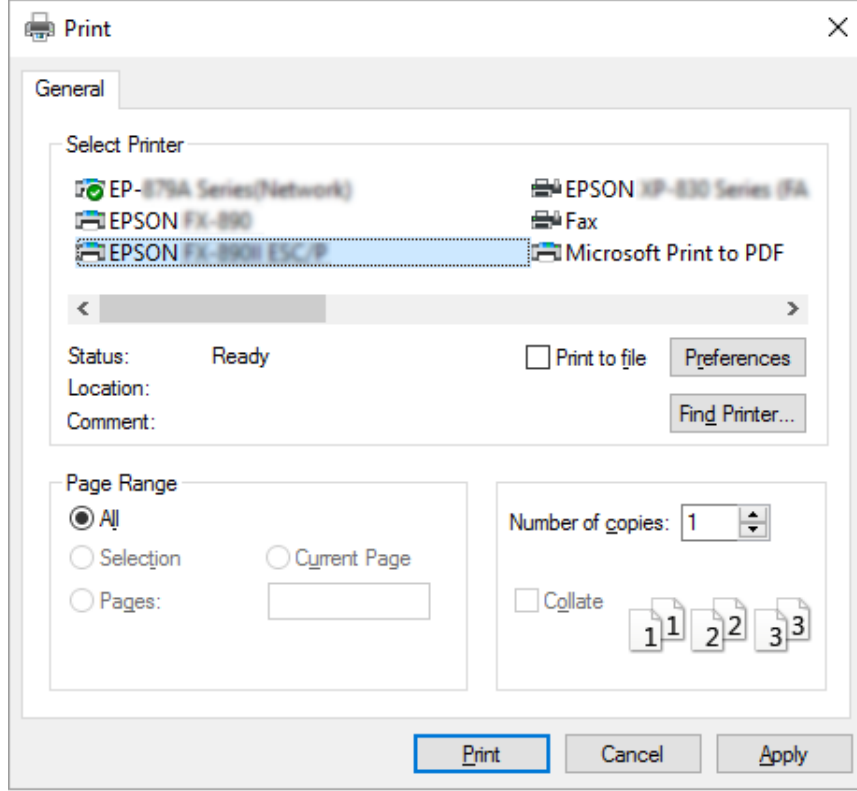 Print
General
Select Printer
EP-
EPSON
EPSON
EPSON
Fax
Microsoft Print to PDF
Status: Ready
Location:
Comment:
Print to file
Preferences
Find Printer...
Page Range
All
Selection
Current Page
Pages:
Number of copies: 1
Collate
1 1 2 2 3 3
Print Cancel Apply